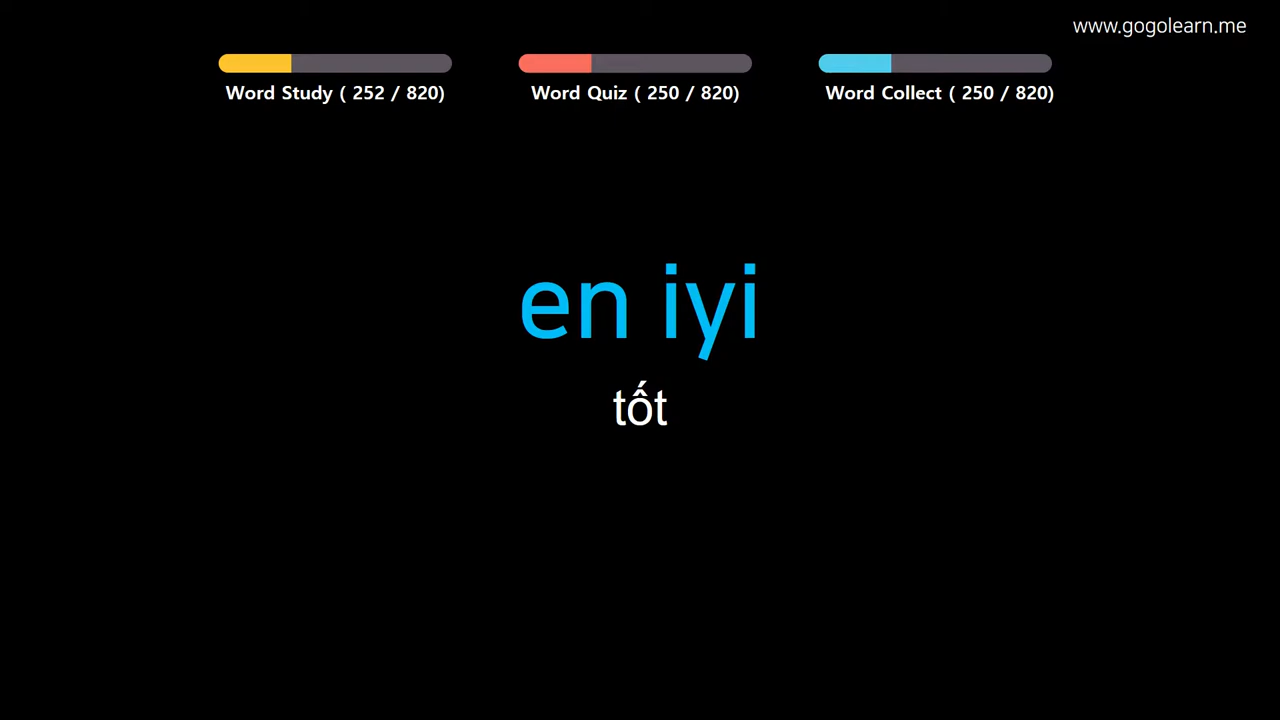 www.gogolearn.me
Word Study ( 252 / 820)
Word Quiz ( 250 / 820)
Word Collect ( 250 / 820)
en iyi
tốt